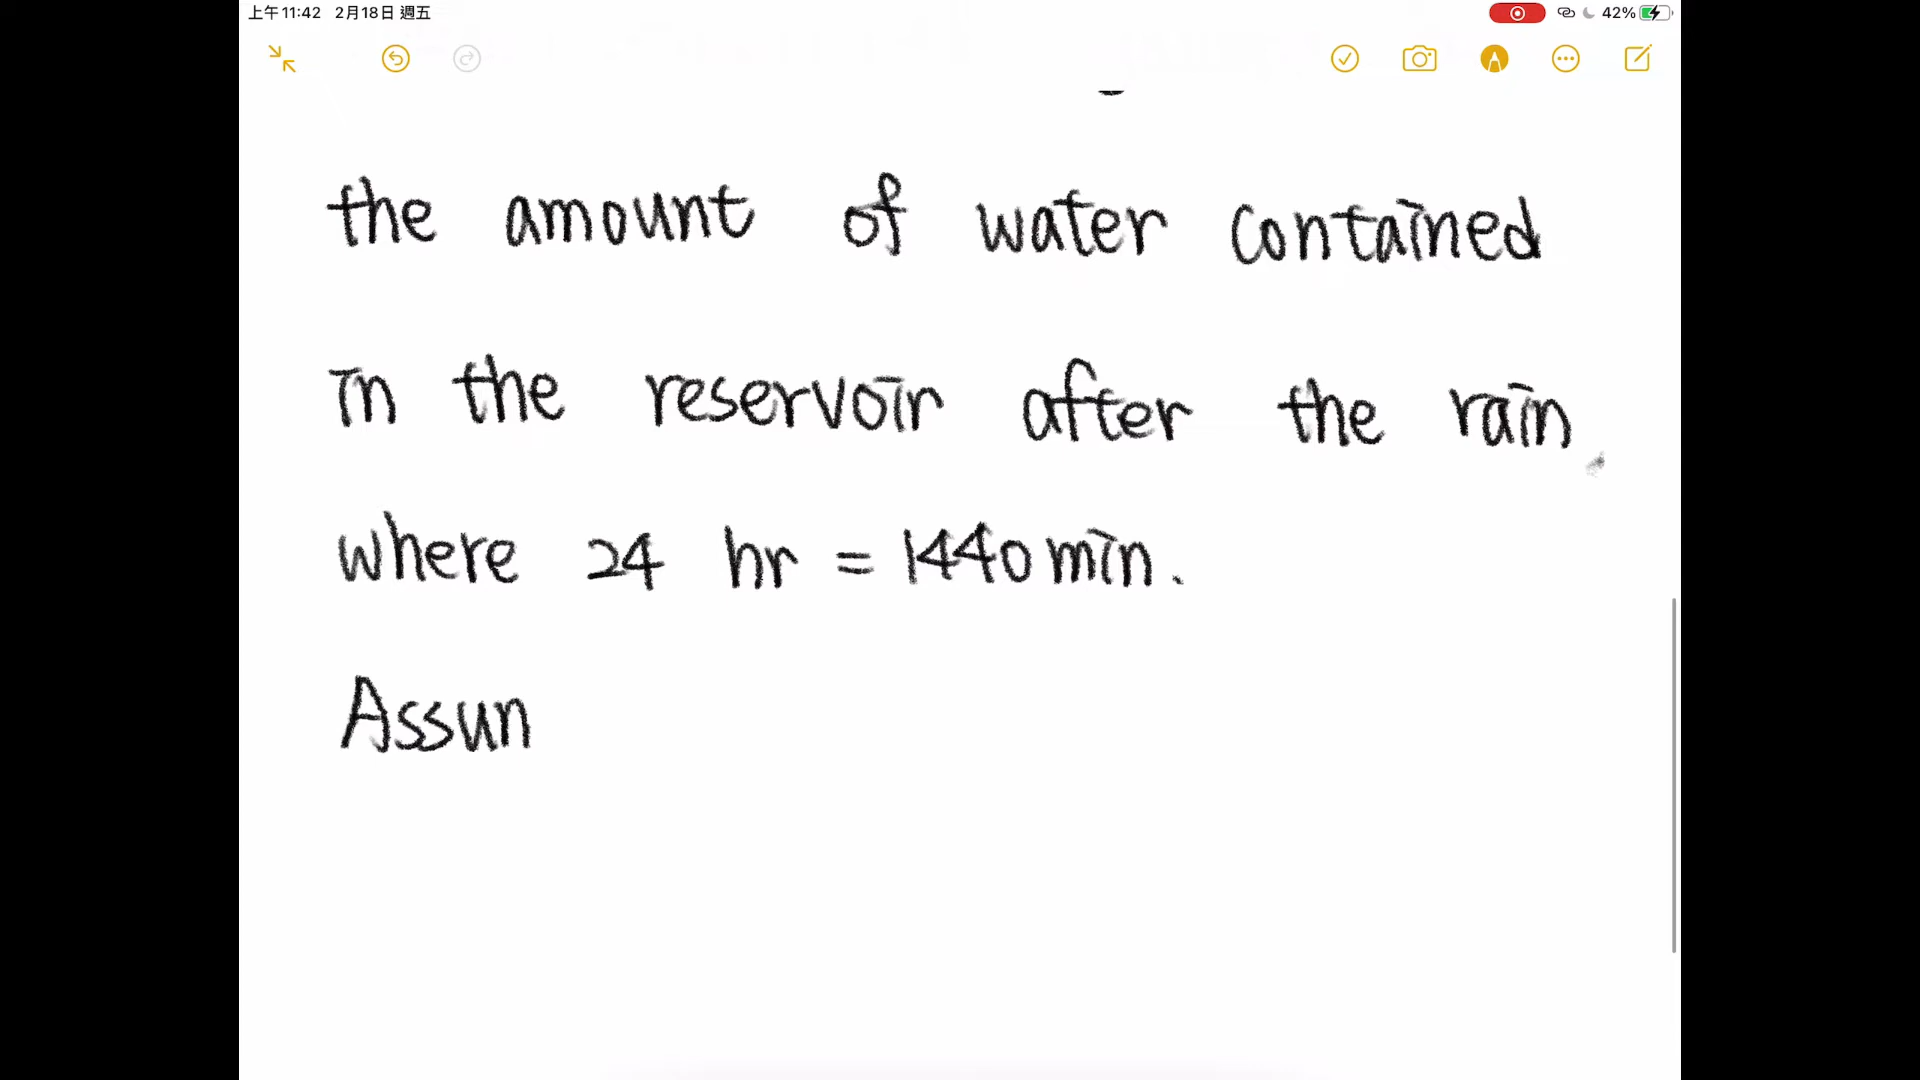 上午11:42 2月18日 週五 42%
the amount of water contained
in the reservoir after the rain.
where 24 hr = 1440 min.
Assun